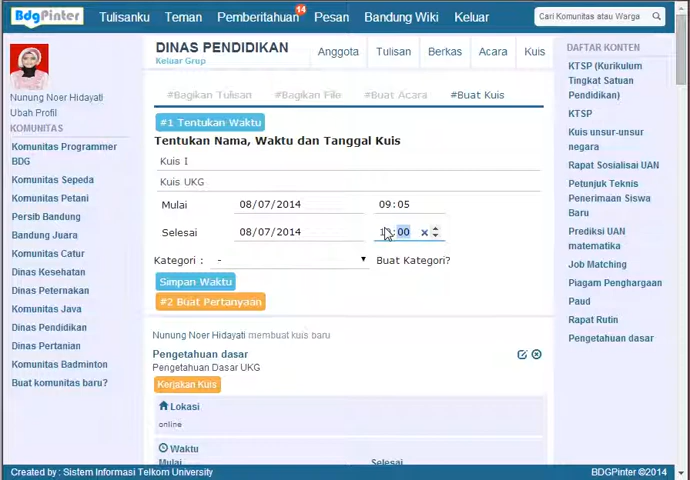 BdgPinter
Tulisanku Teman Pemberitahuan 14 Pesan Bandung Wiki Keluar
Cari Komunitas atau Warga
Nunung Noer Hidayati
Ubah Profil
KOMUNITAS
Komunitas Programmer
BDG
Komunitas Sepeda
Komunitas Petani
Persib Bandung
Bandung Juara
Komunitas Catur
Dinas Kesehatan
Dinas Peternakan
Komunitas Jawa
Dinas Pendidikan
Dinas Pertanian
Komunitas Badminton
Buat komunitas baru?
DINAS PENDIDIKAN
Keluar Grup
Anggota Tulisan Berkas Acara Kuis
#Bagikan Tulisan #Bagikan File #Buat Acara #Buat Kuis
#1 Tentukan Waktu
Tentukan Nama, Waktu dan Tanggal Kuis
Kuis I
Kuis UKG
Mulai 08/07/2014 09:05
Selesai 08/07/2014 :00
Kategori : - Buat Kategori?
Simpan Waktu
#2 Buat Pertanyaan
Nunung Noer Hidayati membuat kuis baru
Pengetahuan dasar
Pengetahuan Dasar UKG
Kerjakan Kuis
Lokasi
online
Waktu
Mulai Selesai
DAFTAR KONTEN
KTSP (Kurikulum
Tingkat Satuan
Pendidikan)
KTSP
Kuis unsur-unsur
negara
Rapat Sosialisasi UAN
Petunjuk Teknis
Penerimaan Siswa
Baru
Prediksi UAN
matematika
Job Matching
Piagam Penghargaan
Paud
Rapat Rutin
Pengetahuan dasar
Created by : Sistem Informasi Telkom University
BDGPinter ©2014